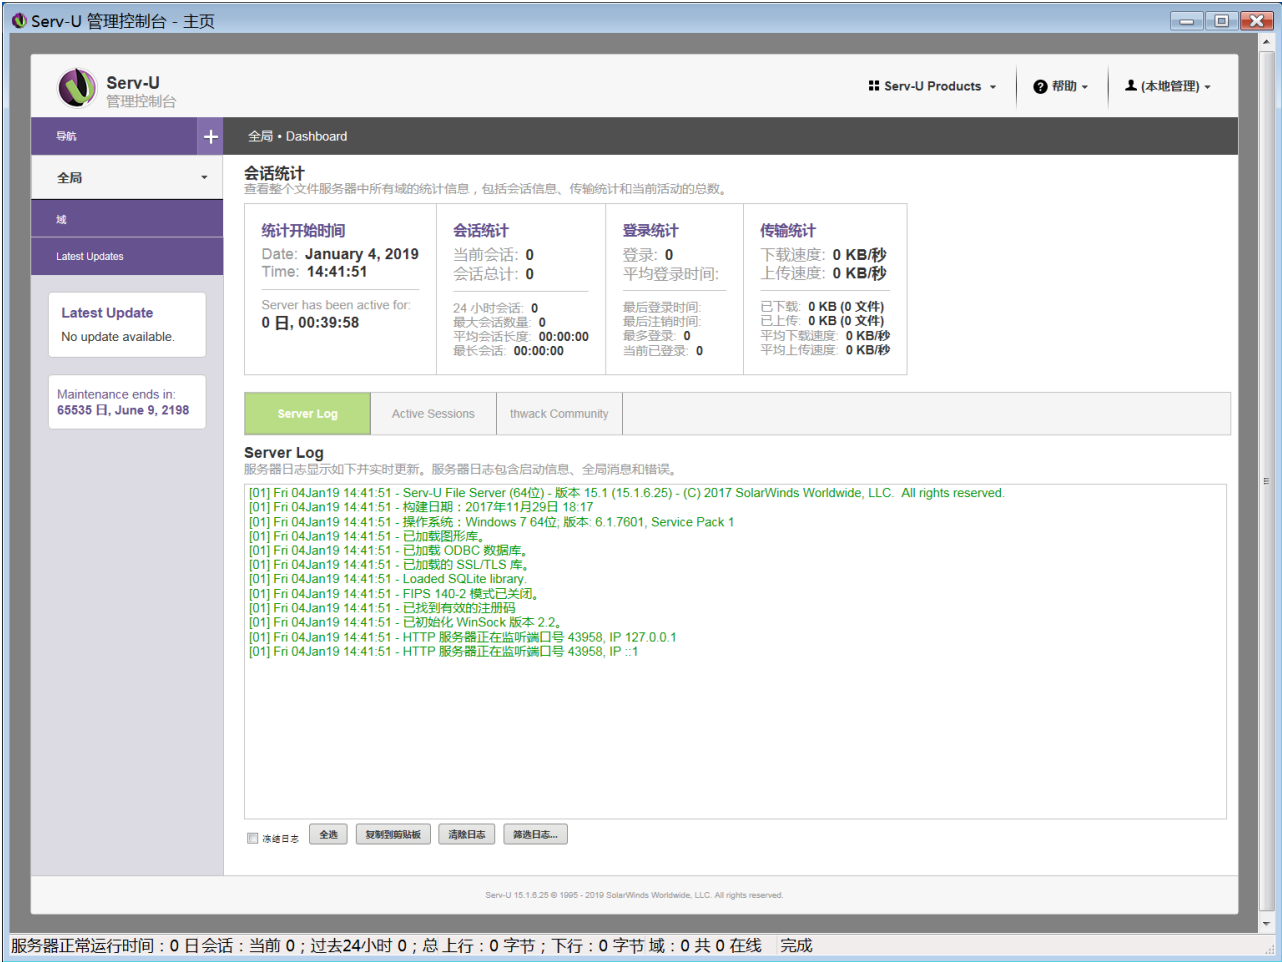 Serv-U 管理控制台 - 主页
Serv-U
管理控制台
Serv-U Products
帮助
(本地管理)
导航
全局 • Dashboard
全局
域
Latest Updates
Latest Update
No update available.
Maintenance ends in:
65535 日, June 9, 2198
会话统计
查看整个文件服务器中所有域的统计信息，包括会话信息、传输统计和当前活动的总数。
统计开始时间
Date: January 4, 2019
Time: 14:41:51
Server has been active for:
0 日, 00:39:58
会话统计
当前会话: 0
会话总计: 0
24 小时会话: 0
最大会话数量: 0
平均会话长度: 00:00:00
最长会话: 00:00:00
登录统计
登录: 0
平均登录时间:
最后登录时间:
最后注销时间:
最多登录: 0
当前已登录: 0
传输统计
下载速度: 0 KB/秒
上传速度: 0 KB/秒
已下载: 0 KB (0 文件)
已上传: 0 KB (0 文件)
平均下载速度: 0 KB/秒
平均上传速度: 0 KB/秒
Server Log
Active Sessions
thwack Community
Server Log
服务器日志显示如下并实时更新。服务器日志包含启动信息、全局消息和错误。
[01] Fri 04Jan19 14:41:51 - Serv-U File Server (64位) - 版本 15.1 (15.1.6.25) - (C) 2017 SolarWinds Worldwide, LLC. All rights reserved.
[01] Fri 04Jan19 14:41:51 - 构建日期：2017年11月29日 18:17
[01] Fri 04Jan19 14:41:51 - 操作系统：Windows 7 64位; 版本: 6.1.7601, Service Pack 1
[01] Fri 04Jan19 14:41:51 - 已加载图形库。
[01] Fri 04Jan19 14:41:51 - 已加载 ODBC 数据库。
[01] Fri 04Jan19 14:41:51 - 已加载的 SSL/TLS 库。
[01] Fri 04Jan19 14:41:51 - Loaded SQLite library.
[01] Fri 04Jan19 14:41:51 - FIPS 140-2 模式已关闭。
[01] Fri 04Jan19 14:41:51 - 已找到有效的注册码
[01] Fri 04Jan19 14:41:51 - 已初始化 WinSock 版本 2.2。
[01] Fri 04Jan19 14:41:51 - HTTP 服务器正在监听端口号 43958, IP 127.0.0.1
[01] Fri 04Jan19 14:41:51 - HTTP 服务器正在监听端口号 43958, IP ::1
冻结日志
全选
复制到剪贴板
清除日志
筛选日志...
Serv-U 15.1.6.25 © 1995 - 2019 SolarWinds Worldwide, LLC. All rights reserved.
服务器正常运行时间：0 日 会话：当前 0；过去24小时 0；总 上行：0 字节；下行：0 字节 域：0 共 0 在线 完成